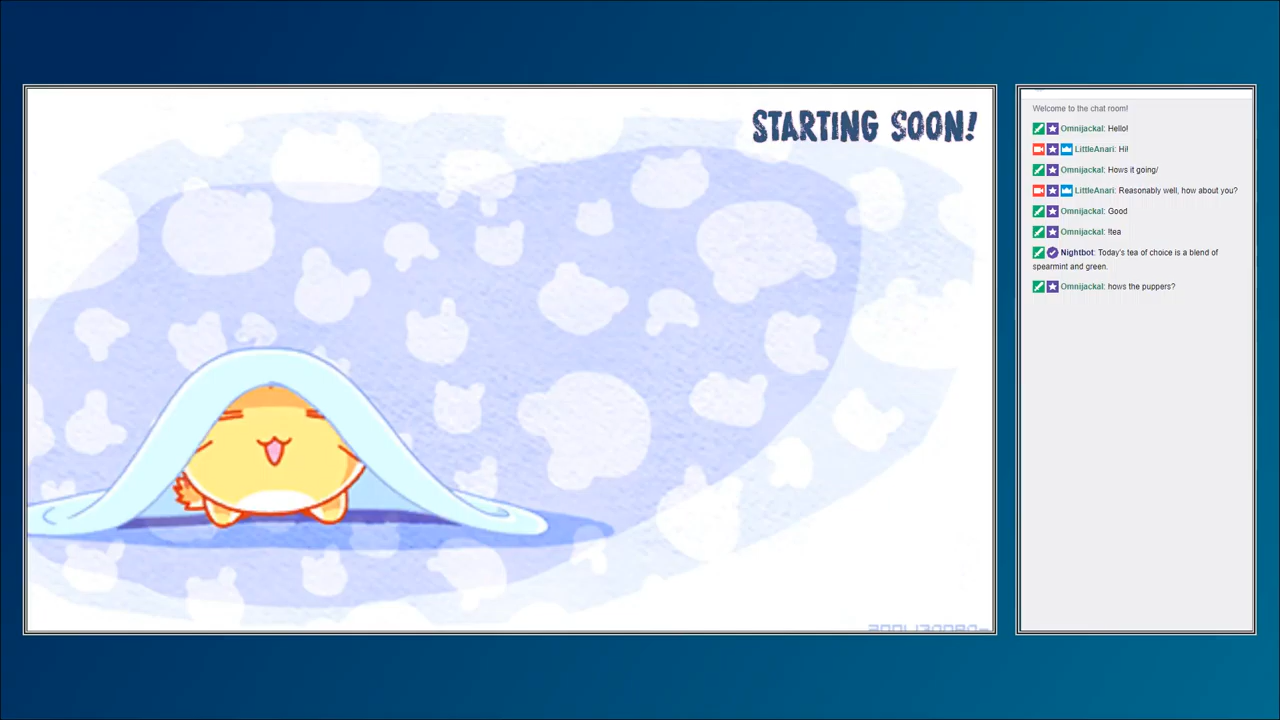 STARTING SOON!
Welcome to the chat room!
Omnijackal: Hello!
LittleAnari: Hi!
Omnijackal: Hows it going/
LittleAnari: Reasonably well, how about you?
Omnijackal: Good
Omnijackal: !tea
Nightbot: Today's tea of choice is a blend of
spearmint and green.
Omnijackal: hows the puppers?